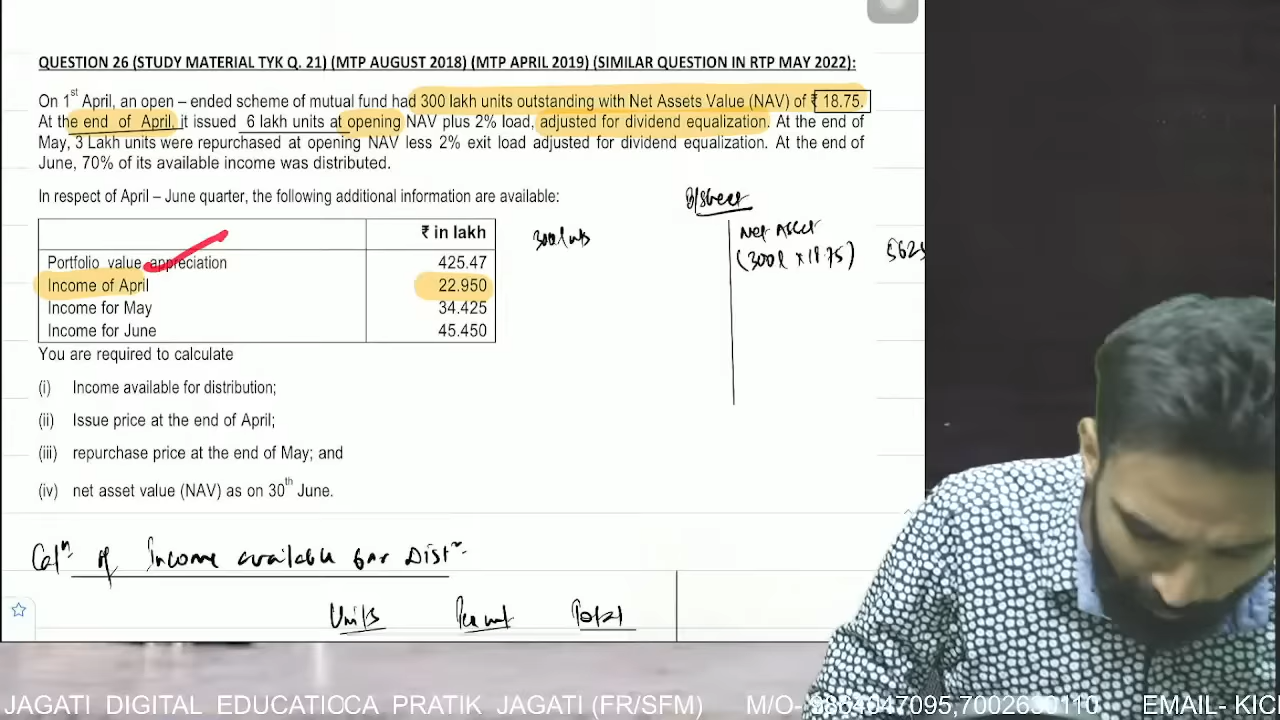 QUESTION 26 (STUDY MATERIAL TYK Q. 21) (MTP AUGUST 2018) (MTP APRIL 2019) (SIMILAR QUESTION IN RTP MAY 2022):
On 1st April, an open – ended scheme of mutual fund had 300 lakh units outstanding with Net Assets Value (NAV) of ₹ 18.75.
At the end of April, it issued 6 lakh units at opening NAV plus 2% load, adjusted for dividend equalization. At the end of
May, 3 Lakh units were repurchased at opening NAV less 2% exit load adjusted for dividend equalization. At the end of
June, 70% of its available income was distributed.
In respect of April – June quarter, the following additional information are available:
B/sheet
₹ in lakh
Net Asset
Portfolio value appreciation 425.47
(300l x 18.75)
Income of April 22.950
Income for May 34.425
Income for June 45.450
You are required to calculate
(i) Income available for distribution;
(ii) Issue price at the end of April;
(iii) repurchase price at the end of May; and
(iv) net asset value (NAV) as on 30th June.
Calⁿ of Income available for Distⁿ
Units Total
JAGATI DIGITAL EDUCATIO CA PRATIK JAGATI (FR/SFM) M/O- 9864047095,7002630110 EMAIL- KIC